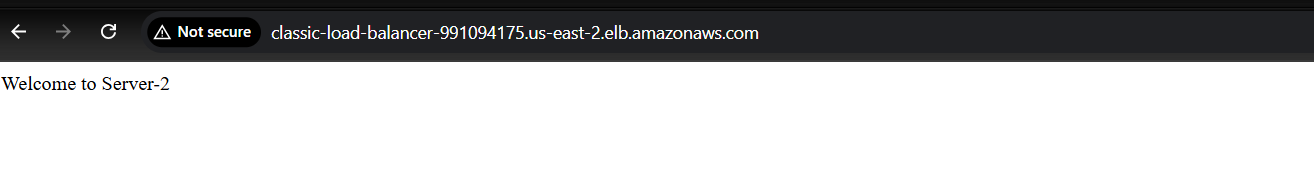 Not secure classic-load-balancer-991094175.us-east-2.elb.amazonaws.com
Welcome to Server-2